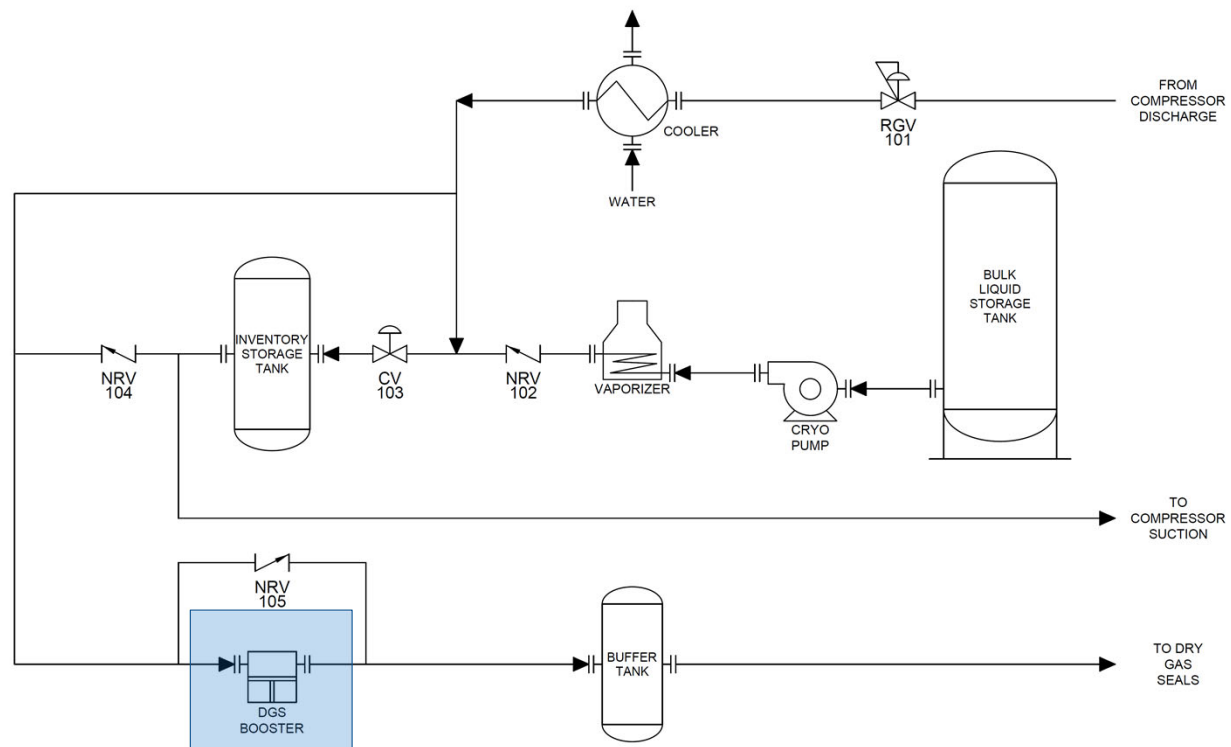 FROM
COMPRESSOR
DISCHARGE
RGV
101
COOLER
WATER
BULK
LIQUID
STORAGE
TANK
INVENTORY
STORAGE
TANK
NRV
104
CV
103
NRV
102
VAPORIZER
CRYO
PUMP
TO
COMPRESSOR
SUCTION
NRV
105
DGS
BOOSTER
BUFFER
TANK
TO DRY
GAS
SEALS